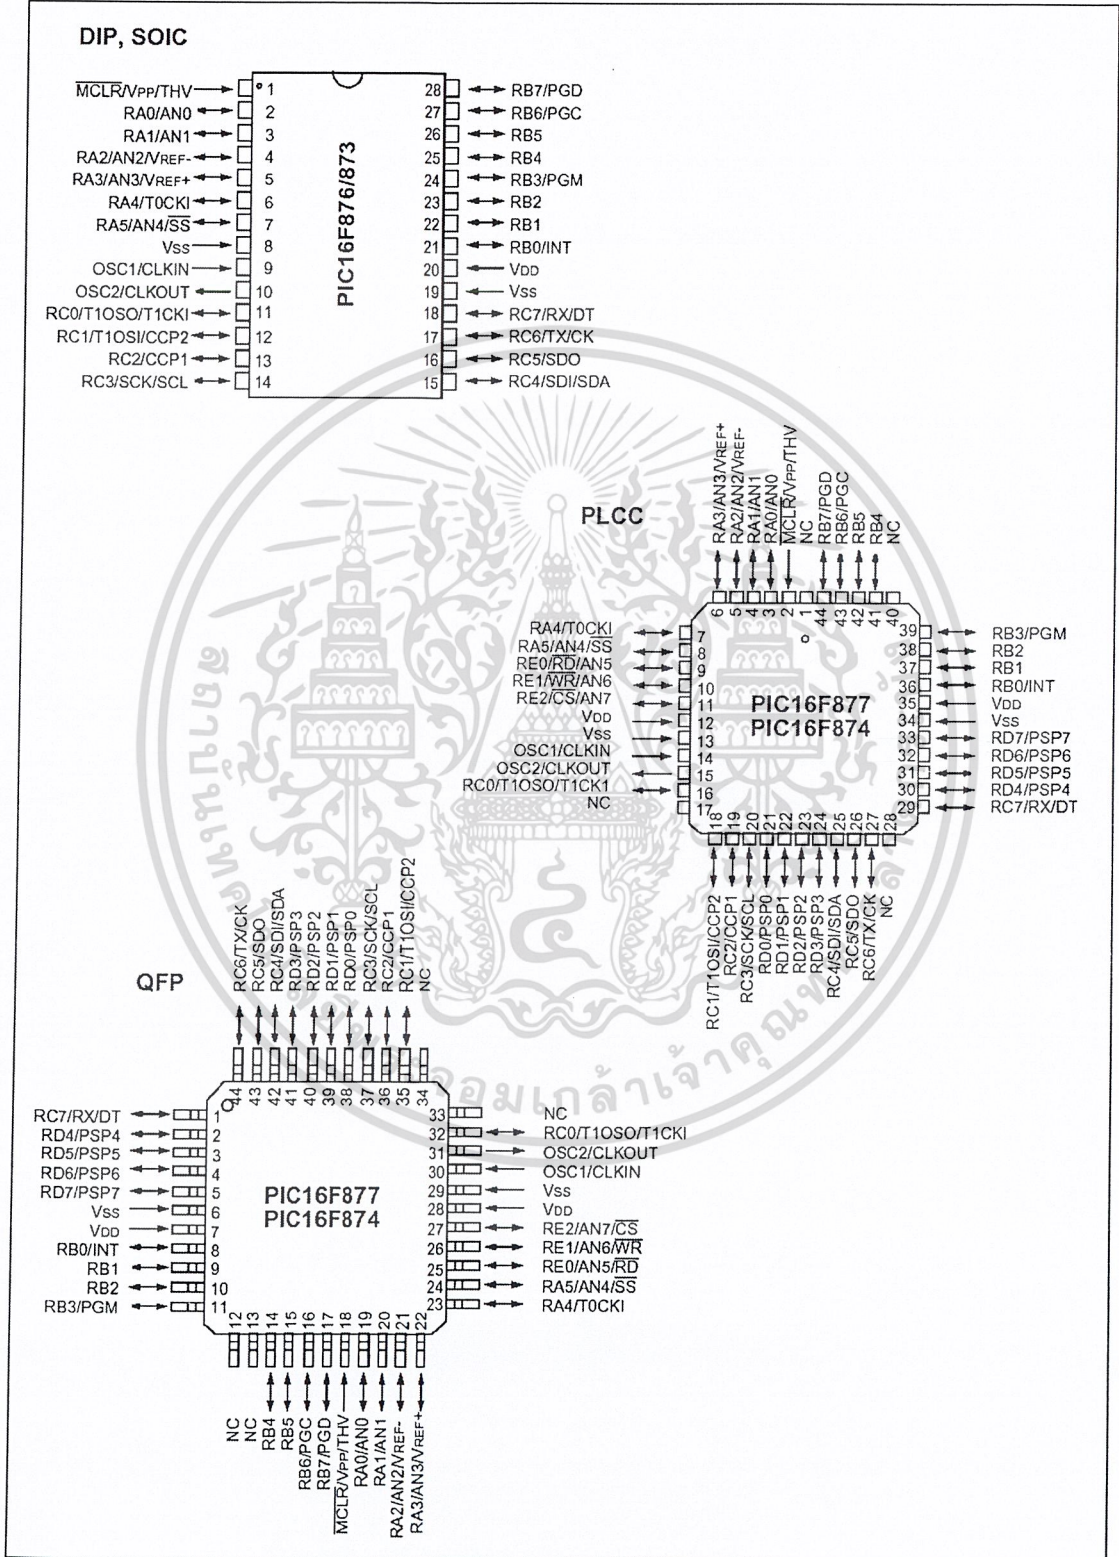 DIP, SOIC
MCLR/VPP/THV
RA0/AN0
RA1/AN1
RA2/AN2/VREF-
RA3/AN3/VREF+
RA4/T0CKI
RA5/AN4/SS
VSS
OSC1/CLKIN
OSC2/CLKOUT
RC0/T1OSO/T1CKI
RC1/T1OSI/CCP2
RC2/CCP1
RC3/SCK/SCL
1
2
3
4
5
6
7
8
9
10
11
12
13
14
PIC16F876/873
28
27
26
25
24
23
22
21
20
19
18
17
16
15
RB7/PGD
RB6/PGC
RB5
RB4
RB3/PGM
RB2
RB1
RB0/INT
VDD
VSS
RC7/RX/DT
RC6/TX/CK
RC5/SDO
RC4/SDI/SDA
PLCC
RA3/AN3/VREF+
RA2/AN2/VREF-
RA1/AN1
RA0/AN0
MCLR/VPP/THV
NC
RB7/PGD
RB6/PGC
RB5
RB4
NC
6
5
4
3
2
1
44
43
42
41
40
RA4/T0CKI
RA5/AN4/SS
RE0/RD/AN5
RE1/WR/AN6
RE2/CS/AN7
VDD
VSS
OSC1/CLKIN
OSC2/CLKOUT
RC0/T1OSO/T1CK1
NC
7
8
9
10
11
12
13
14
15
16
17
PIC16F877
PIC16F874
39
38
37
36
35
34
33
32
31
30
29
RB3/PGM
RB2
RB1
RB0/INT
VDD
VSS
RD7/PSP7
RD6/PSP6
RD5/PSP5
RD4/PSP4
RC7/RX/DT
18
19
20
21
22
23
24
25
26
27
28
RC1/T1OSI/CCP2
RC2/CCP1
RC3/SCK/SCL
RD0/PSP0
RD1/PSP1
RD2/PSP2
RD3/PSP3
RC4/SDI/SDA
RC5/SDO
RC6/TX/CK
NC
QFP
RC6/TX/CK
RC5/SDO
RC4/SDI/SDA
RD3/PSP3
RD2/PSP2
RD1/PSP1
RD0/PSP0
RC3/SCK/SCL
RC2/CCP1
RC1/T1OSI/CCP2
NC
44
43
42
41
40
39
38
37
36
35
34
RC7/RX/DT
RD4/PSP4
RD5/PSP5
RD6/PSP6
RD7/PSP7
VSS
VDD
RB0/INT
RB1
RB2
RB3/PGM
1
2
3
4
5
6
7
8
9
10
11
PIC16F877
PIC16F874
33
32
31
30
29
28
27
26
25
24
23
NC
RC0/T1OSO/T1CKI
OSC2/CLKOUT
OSC1/CLKIN
VSS
VDD
RE2/AN7/CS
RE1/AN6/WR
RE0/AN5/RD
RA5/AN4/SS
RA4/T0CKI
12
13
14
15
16
17
18
19
20
21
22
NC
NC
RB4
RB5
RB6/PGC
RB7/PGD
MCLR/VPP/THV
RA0/AN0
RA1/AN1
RA2/AN2/VREF-
RA3/AN3/VREF+